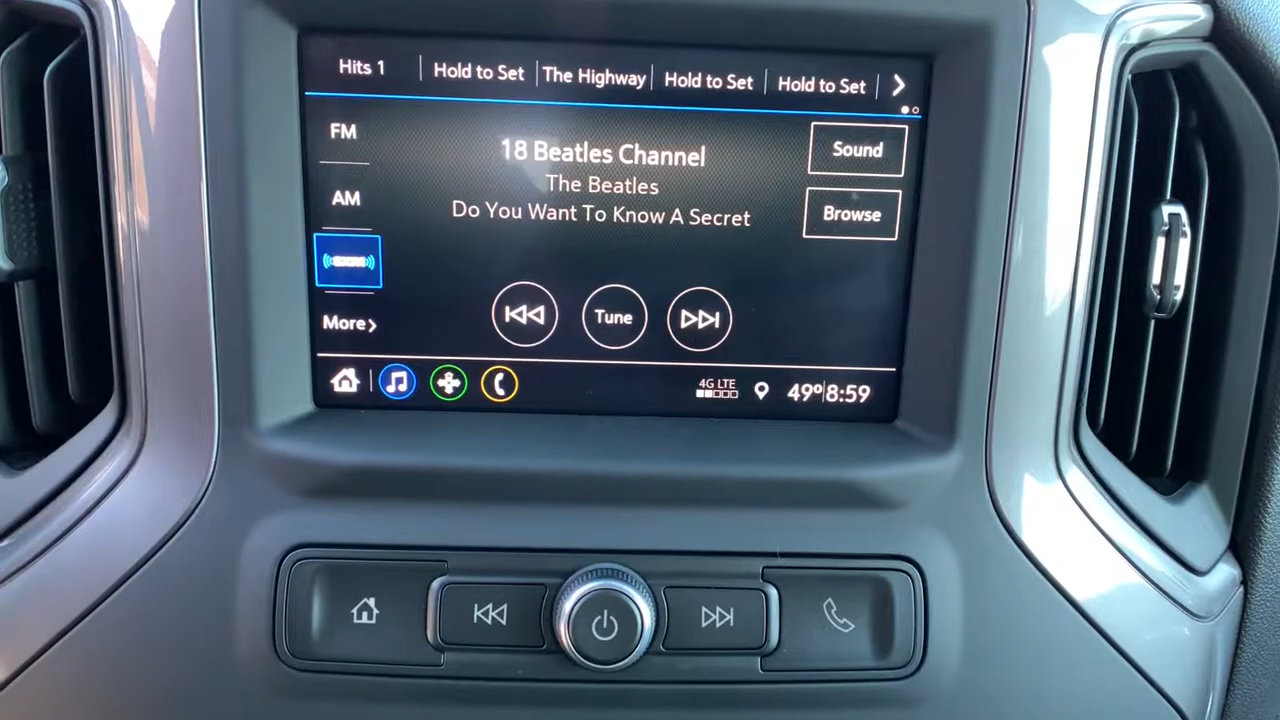 Hits 1 Hold to Set The Highway Hold to Set Hold to Set
FM
18 Beatles Channel
Sound
The Beatles
AM
Do You Want To Know A Secret
Browse
More
Tune
4G LTE
49° 8:59